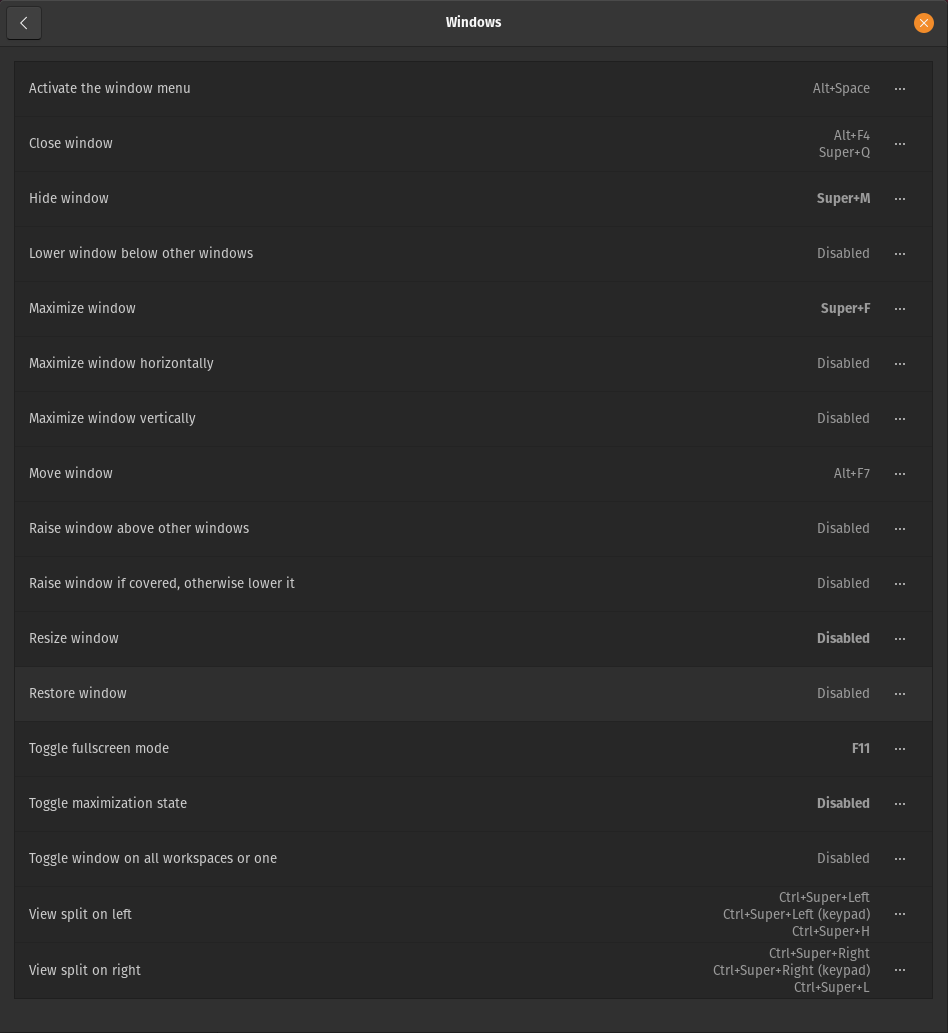 Windows
Activate the window menu Alt+Space
Close window Alt+F4
Super+Q
Hide window Super+M
Lower window below other windows Disabled
Maximize window Super+F
Maximize window horizontally Disabled
Maximize window vertically Disabled
Move window Alt+F7
Raise window above other windows Disabled
Raise window if covered, otherwise lower it Disabled
Resize window Disabled
Restore window Disabled
Toggle fullscreen mode F11
Toggle maximization state Disabled
Toggle window on all workspaces or one Disabled
Ctrl+Super+Left
View split on left Ctrl+Super+Left (keypad)
Ctrl+Super+H
Ctrl+Super+Right
View split on right Ctrl+Super+Right (keypad)
Ctrl+Super+L